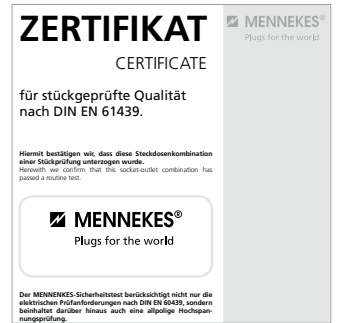 ZERTIFIKAT
CERTIFICATE
für stückgeprüfte Qualität
nach DIN EN 61439.
Hiermit bestätigen wir, dass diese Steckdosenkombination
einer Stückprüfung unterzogen wurde.
Herewith we confirm that this socket-outlet combination has
passed a routine test.
MENNEKES®
Plugs for the world
Der MENNENKES-Sicherheitstest berücksichtigt nicht nur die
elektrischen Prüfanforderungen nach DIN EN 60439, sondern
beinhaltet darüber hinaus auch eine allpolige Hochspan-
nungsprüfung.
MENNEKES®
Plugs for the world